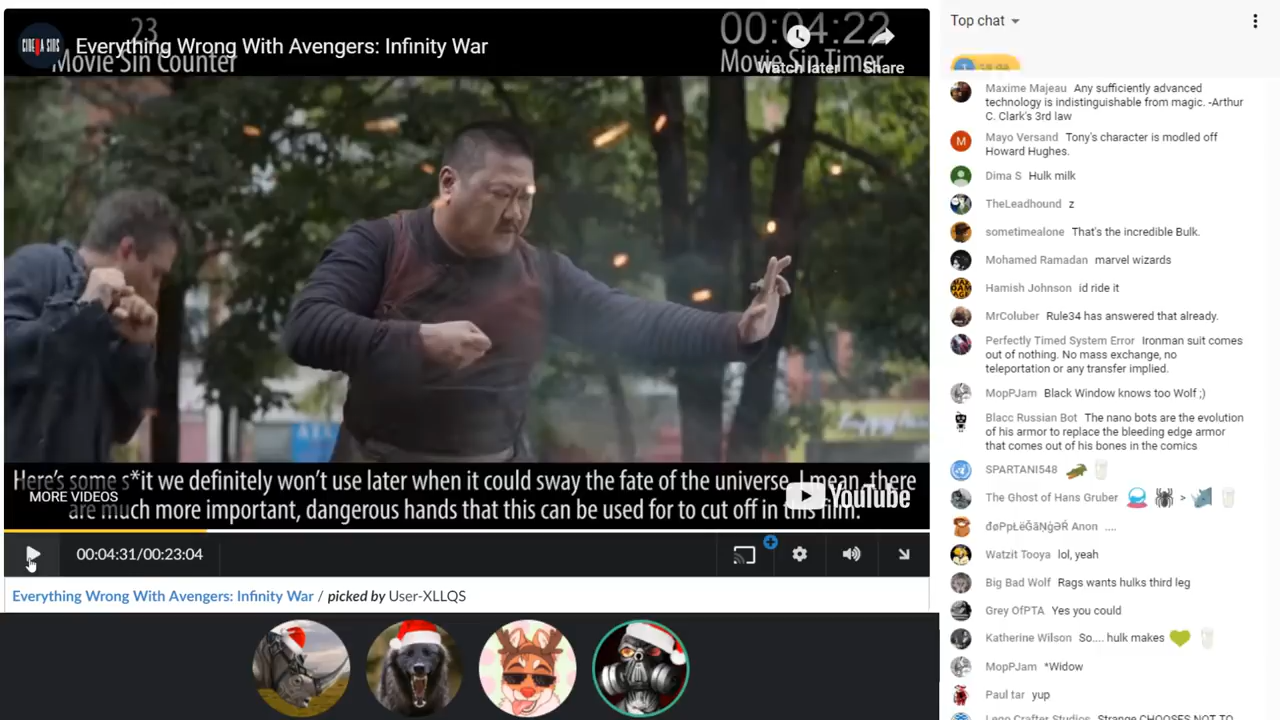 CINEMA SINS
Everything Wrong With Avengers: Infinity War
23
Movie Sin Counter
00:04:22
Movie Sin Timer
Watch later
Share
Here's some s*it we definitely won't use later when it could sway the fate of the universe. I mean, there
are much more important, dangerous hands that this can be used for to cut off in this film.
MORE VIDEOS
YouTube
00:04:31/00:23:04
Everything Wrong With Avengers: Infinity War / picked by User-XLLQS
Top chat
Maxime Majeau Any sufficiently advanced
technology is indistinguishable from magic. -Arthur
C. Clark's 3rd law
M
Mayo Versand Tony's character is modled off
Howard Hughes.
Dima S Hulk milk
TheLeadhound z
sometimealone That's the incredible Bulk.
Mohamed Ramadan marvel wizards
Hamish Johnson id ride it
MrColuber Rule34 has answered that already.
Perfectly Timed System Error Ironman suit comes
out of nothing. No mass exchange, no
teleportation or any transfer implied.
MopPJam Black Window knows too Wolf ;)
Blacc Russian Bot The nano bots are the evolution
of his armor to replace the bleeding edge armor
that comes out of his bones in the comics
SPARTANI548
The Ghost of Hans Gruber >
Anon ....
Watzit Tooya lol, yeah
Big Bad Wolf Rags wants hulks third leg
Grey OfPTA Yes you could
Katherine Wilson So.... hulk makes
MopPJam *Widow
Paul tar yup
Lego Crafter Studios Strange CHOOSES NOT TO